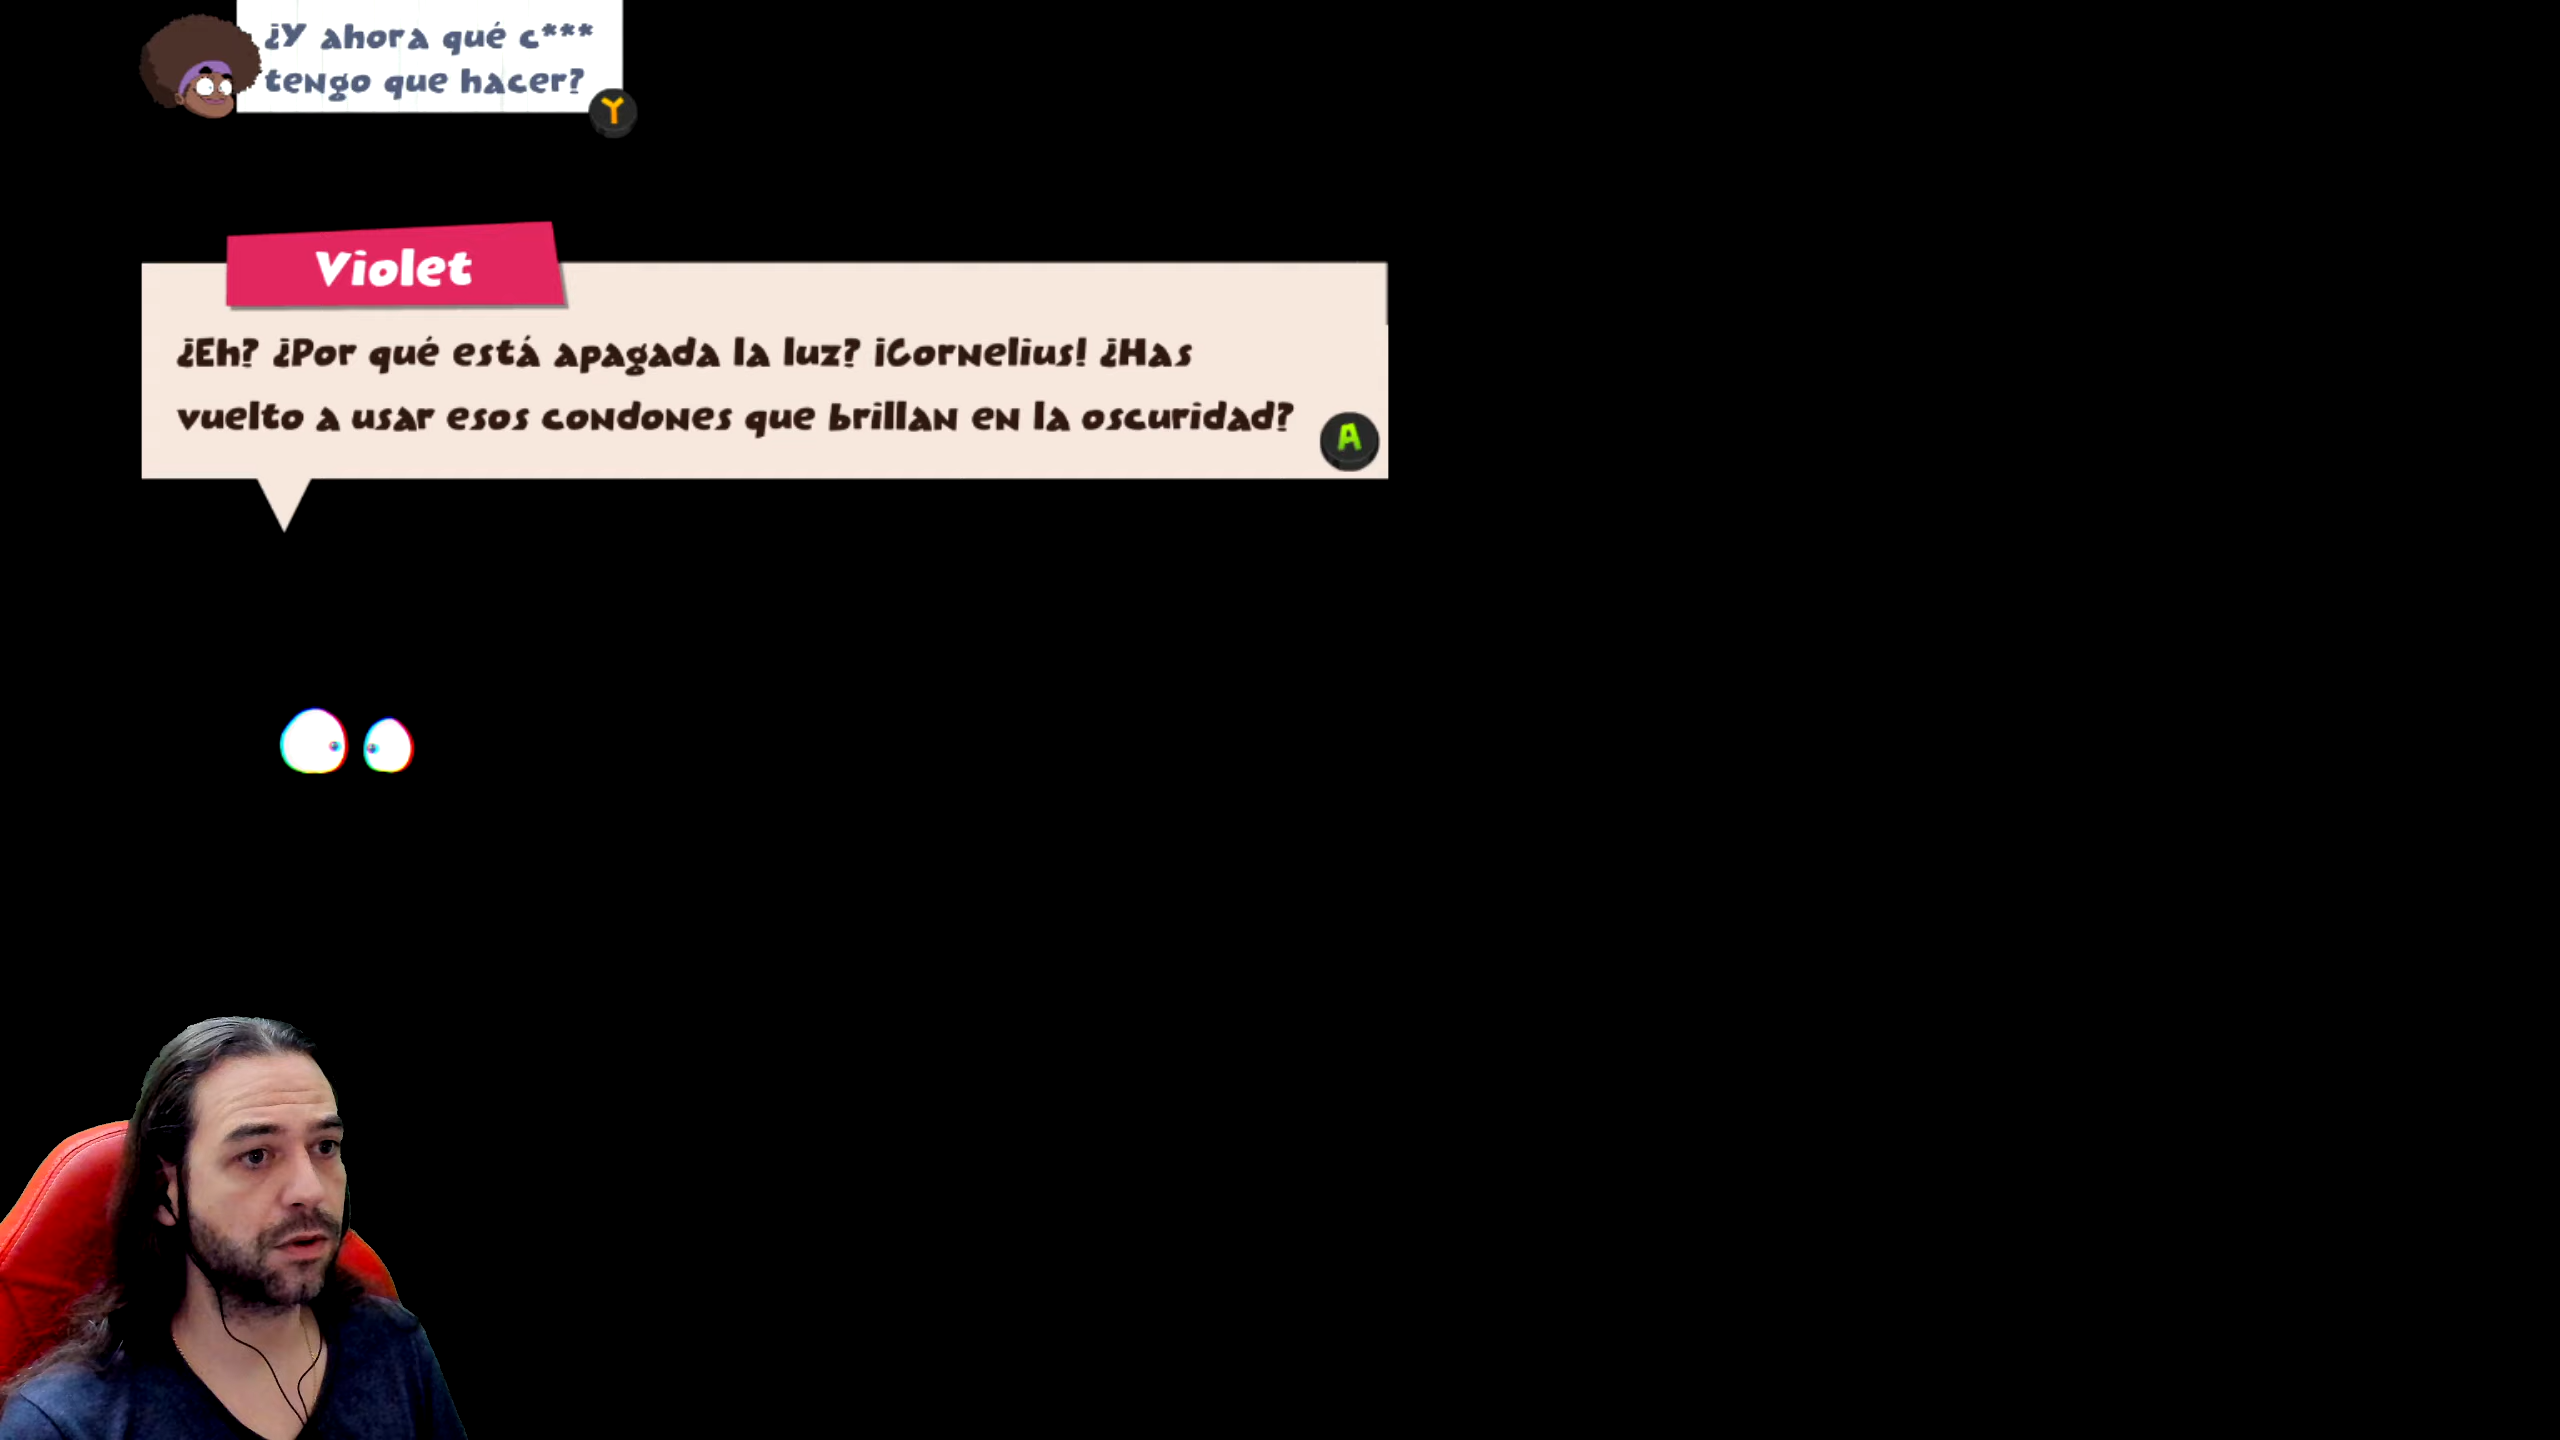 ¿Y ahora qué c***
tengo que hacer?
Y
Violet
¿Eh? ¿Por qué está apagada la luz? ¡Cornelius! ¿Has
vuelto a usar esos condones que brillan en la oscuridad?
A